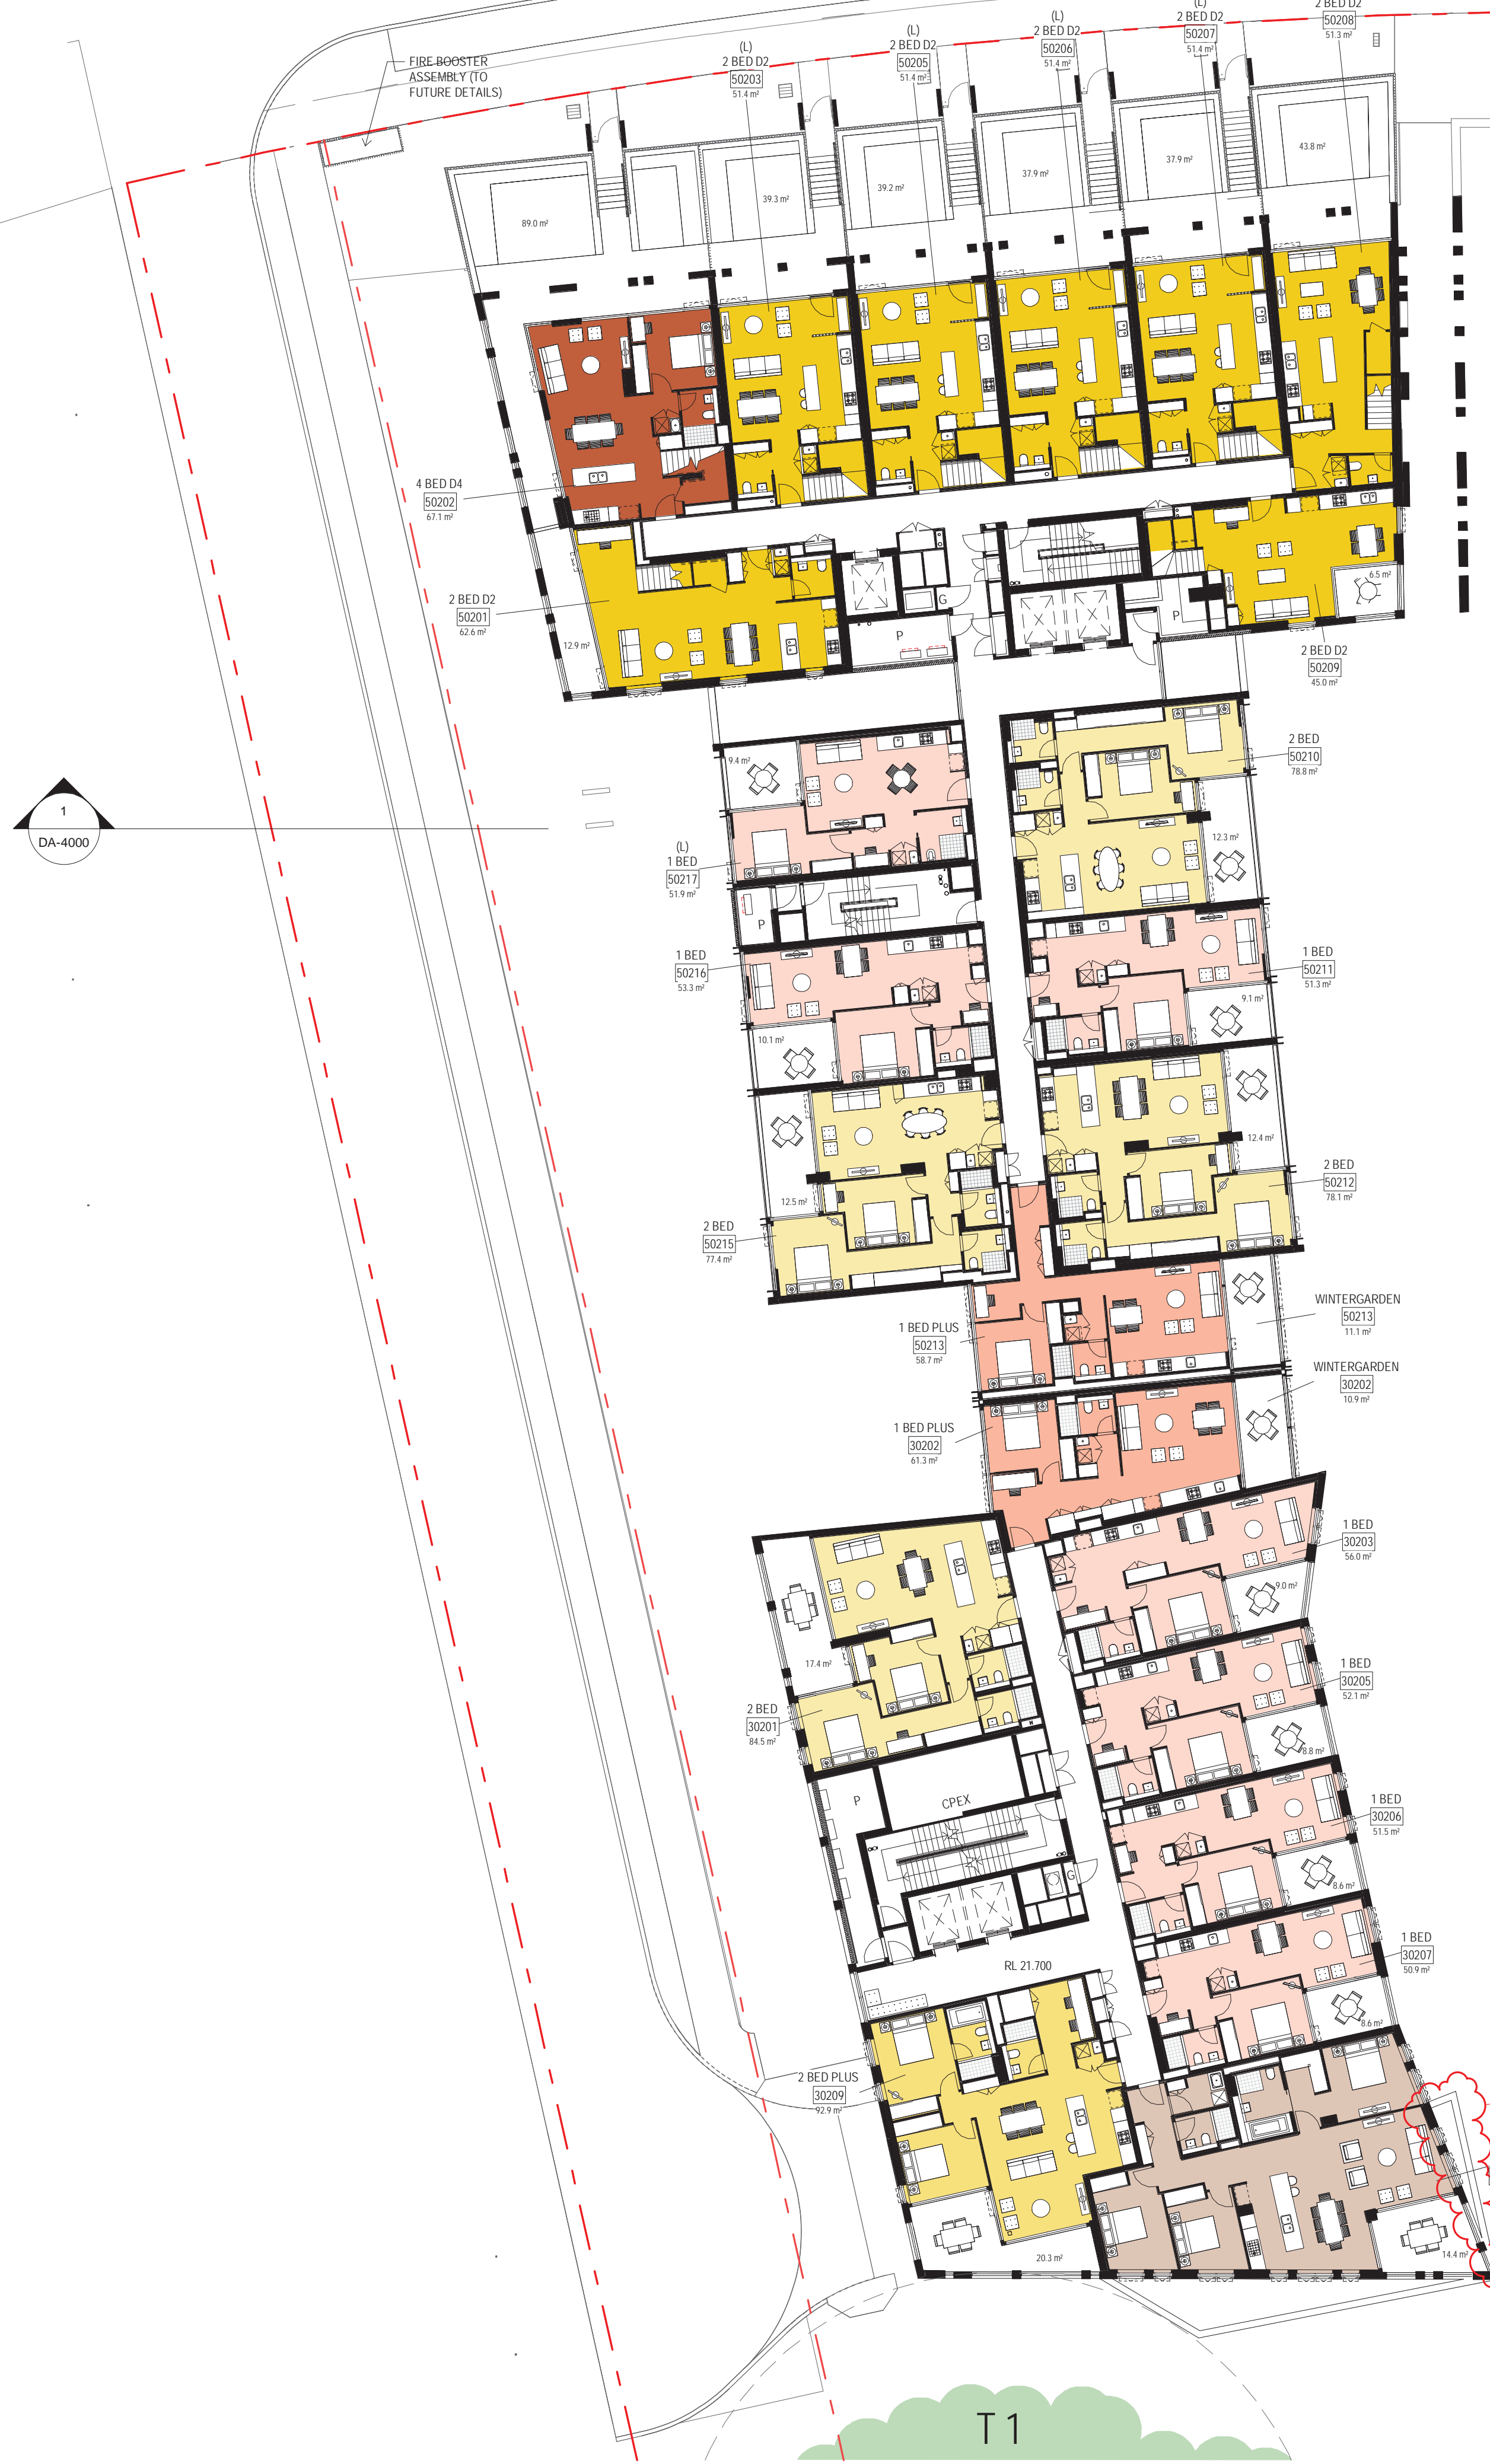 (L)
2 BED D2
50203
51.4 m²
(L)
2 BED D2
50205
51.4 m²
(L)
2 BED D2
50206
51.4 m²
(L)
2 BED D2
50207
51.4 m²
2 BED D2
50208
51.3 m²
FIRE BOOSTER
ASSEMBLY (TO
FUTURE DETAILS)
89.0 m²
39.3 m²
39.2 m²
37.9 m²
37.9 m²
43.8 m²
4 BED D4
50202
67.1 m²
2 BED D2
50201
62.6 m²
12.9 m²
G
P
P
6.5 m²
2 BED D2
50209
45.0 m²
9.4 m²
2 BED
50210
78.8 m²
12.3 m²
1
DA-4000
(L)
1 BED
50217
51.9 m²
P
1 BED
50216
53.3 m²
10.1 m²
1 BED
50211
51.3 m²
9.1 m²
12.4 m²
2 BED
50212
78.1 m²
12.5 m²
2 BED
50215
77.4 m²
1 BED PLUS
50213
58.7 m²
WINTERGARDEN
50213
11.1 m²
WINTERGARDEN
30202
10.9 m²
1 BED PLUS
30202
61.3 m²
1 BED
30203
56.0 m²
9.0 m²
17.4 m²
2 BED
30201
84.5 m²
1 BED
30205
52.1 m²
8.8 m²
P
CPEX
G
1 BED
30206
51.5 m²
8.6 m²
1 BED
30207
50.9 m²
8.6 m²
RL 21.700
2 BED PLUS
30209
92.9 m²
20.3 m²
14.4 m²
T 1